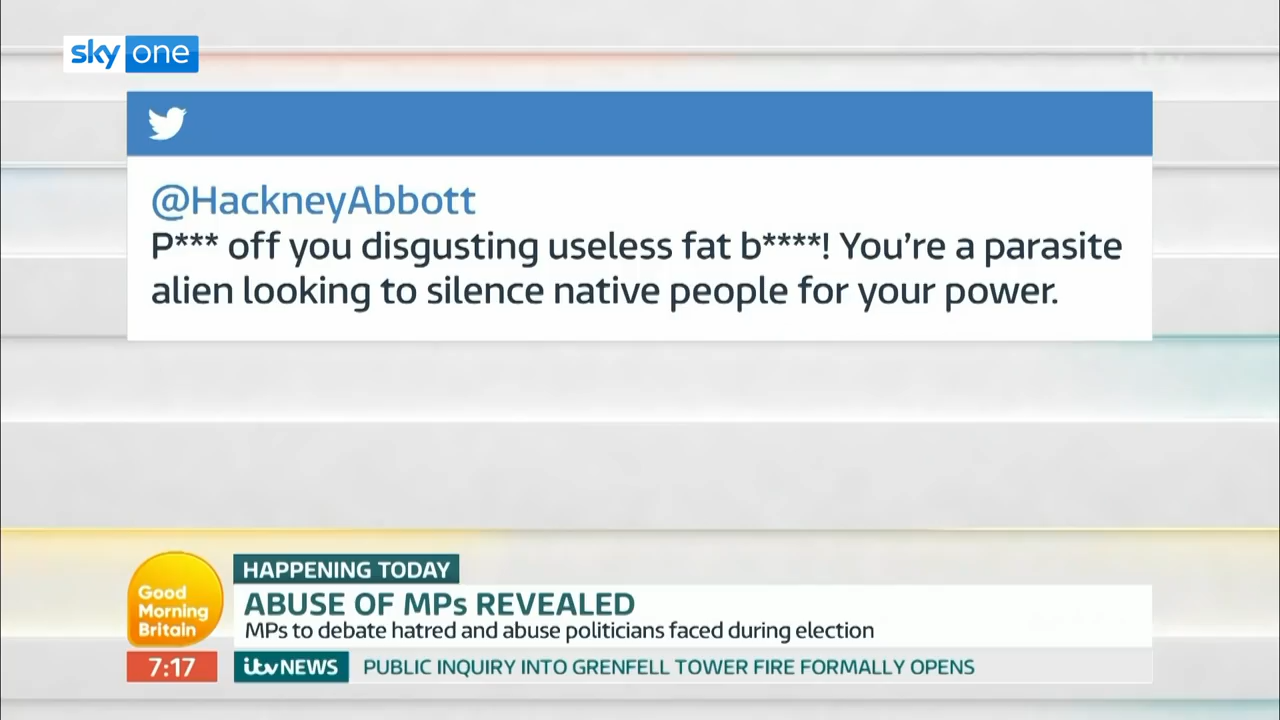 sky one
itv
@HackneyAbbott
P*** off you disgusting useless fat b****! You’re a parasite
alien looking to silence native people for your power.
HAPPENING TODAY
Good
Morning
Britain
ABUSE OF MPs REVEALED
MPs to debate hatred and abuse politicians faced during election
7:17
itv NEWS
PUBLIC INQUIRY INTO GRENFELL TOWER FIRE FORMALLY OPENS